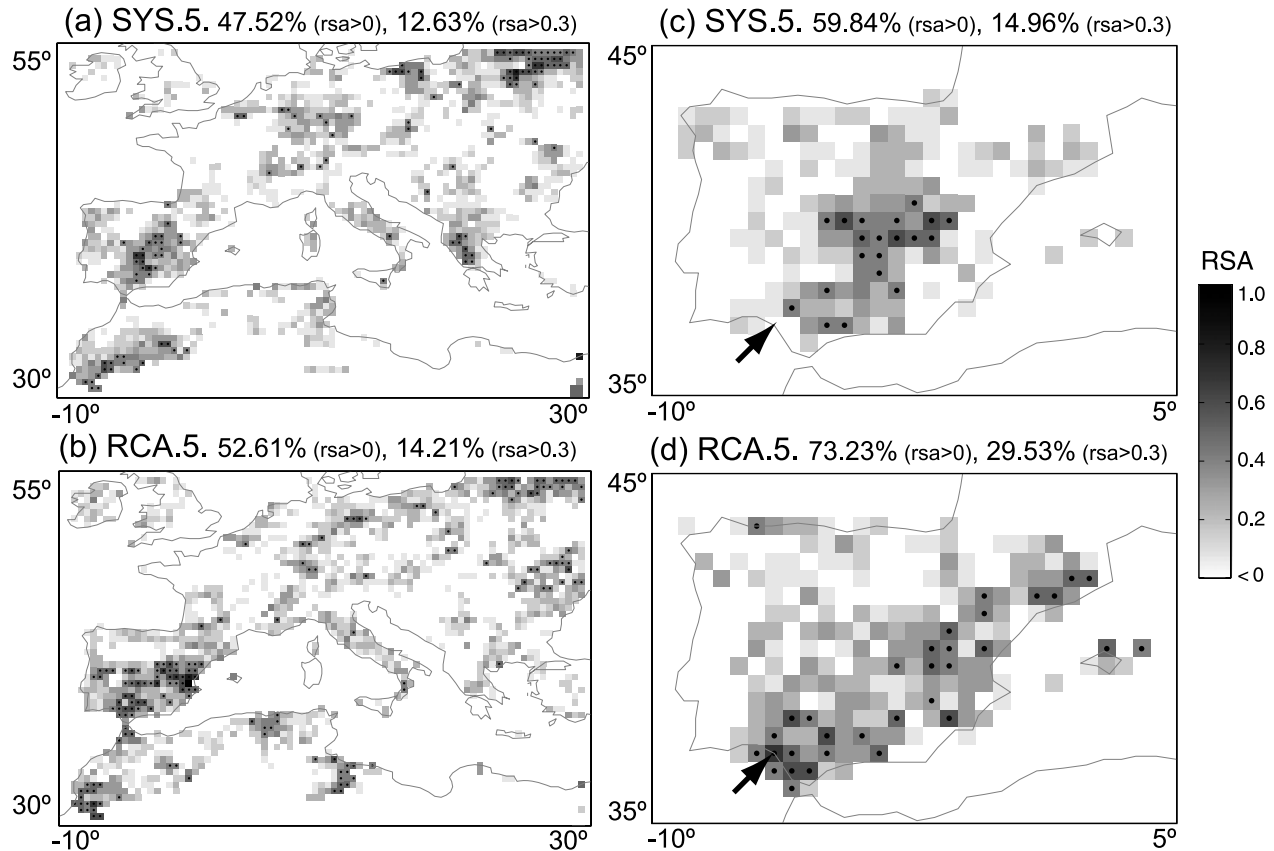 (a) SYS.5. 47.52% (rsa>0), 12.63% (rsa>0.3)
55º
30º
-10º 30º
(c) SYS.5. 59.84% (rsa>0), 14.96% (rsa>0.3)
45º
35º
-10º 5º
(b) RCA.5. 52.61% (rsa>0), 14.21% (rsa>0.3)
55º
30º
-10º 30º
(d) RCA.5. 73.23% (rsa>0), 29.53% (rsa>0.3)
45º
35º
-10º 5º
RSA
1.0
0.8
0.6
0.4
0.2
<0